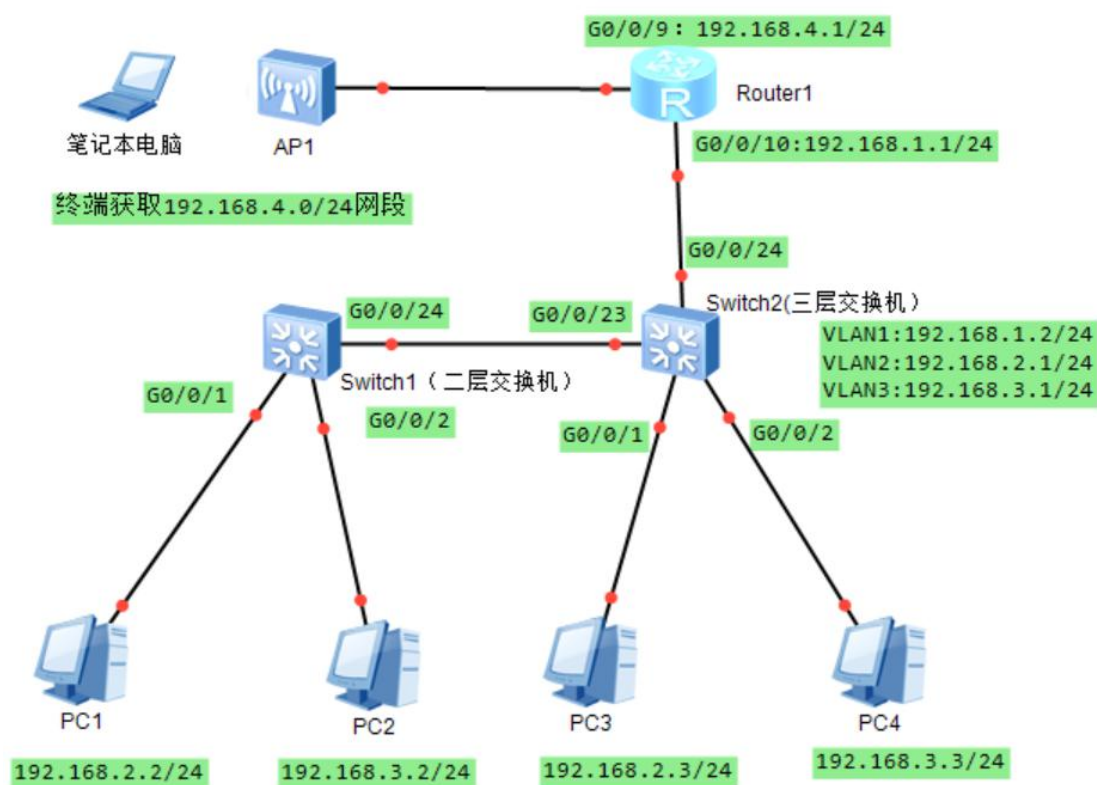 G0/0/9：192.168.4.1/24
Router1
笔记本电脑
AP1
G0/0/10:192.168.1.1/24
终端获取192.168.4.0/24网段
G0/0/24
Switch2(三层交换机）
G0/0/24
G0/0/23
VLAN1:192.168.1.2/24
VLAN2:192.168.2.1/24
VLAN3:192.168.3.1/24
Switch1（二层交换机）
G0/0/1
G0/0/2
G0/0/1
G0/0/2
PC1
PC2
PC3
PC4
192.168.2.2/24
192.168.3.2/24
192.168.2.3/24
192.168.3.3/24
R